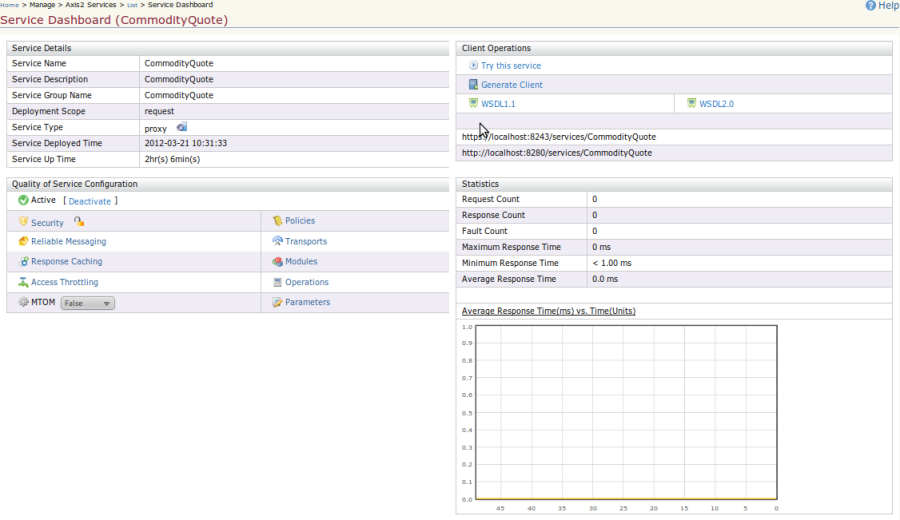 Home > Manage > Axis2 Services > List > Service Dashboard
Help
Service Dashboard (CommodityQuote)
Service Details
Service Name CommodityQuote
Service Description CommodityQuote
Service Group Name CommodityQuote
Deployment Scope request
Service Type proxy
Service Deployed Time 2012-03-21 10:31:33
Service Up Time 2hr(s) 6min(s)
Client Operations
Try this service
Generate Client
WSDL1.1 WSDL2.0
https://localhost:8243/services/CommodityQuote
http://localhost:8280/services/CommodityQuote
Quality of Service Configuration
Active [ Deactivate ]
Security Policies
Reliable Messaging Transports
Response Caching Modules
Access Throttling Operations
MTOM False Parameters
Statistics
Request Count 0
Response Count 0
Fault Count 0
Maximum Response Time 0 ms
Minimum Response Time < 1.00 ms
Average Response Time 0.0 ms
Average Response Time(ms) vs. Time(Units)
1.0
0.9
0.8
0.7
0.6
0.5
0.4
0.3
0.2
0.1
0.0
45 40 35 30 25 20 15 10 5 0